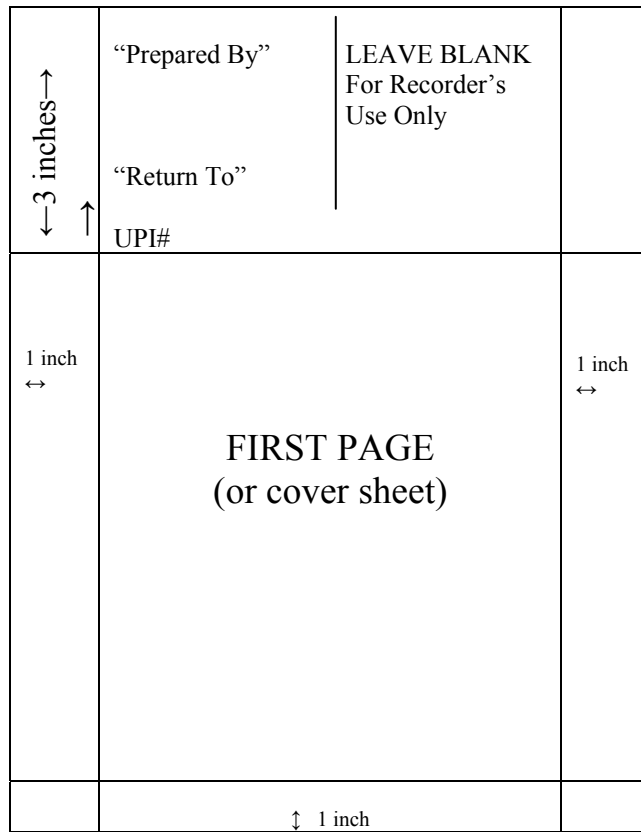 ←3 inches→
↑
“Prepared By”
“Return To”
UPI#
LEAVE BLANK
For Recorder’s
Use Only
1 inch
↔
1 inch
↔
FIRST PAGE
(or cover sheet)
↕ 1 inch